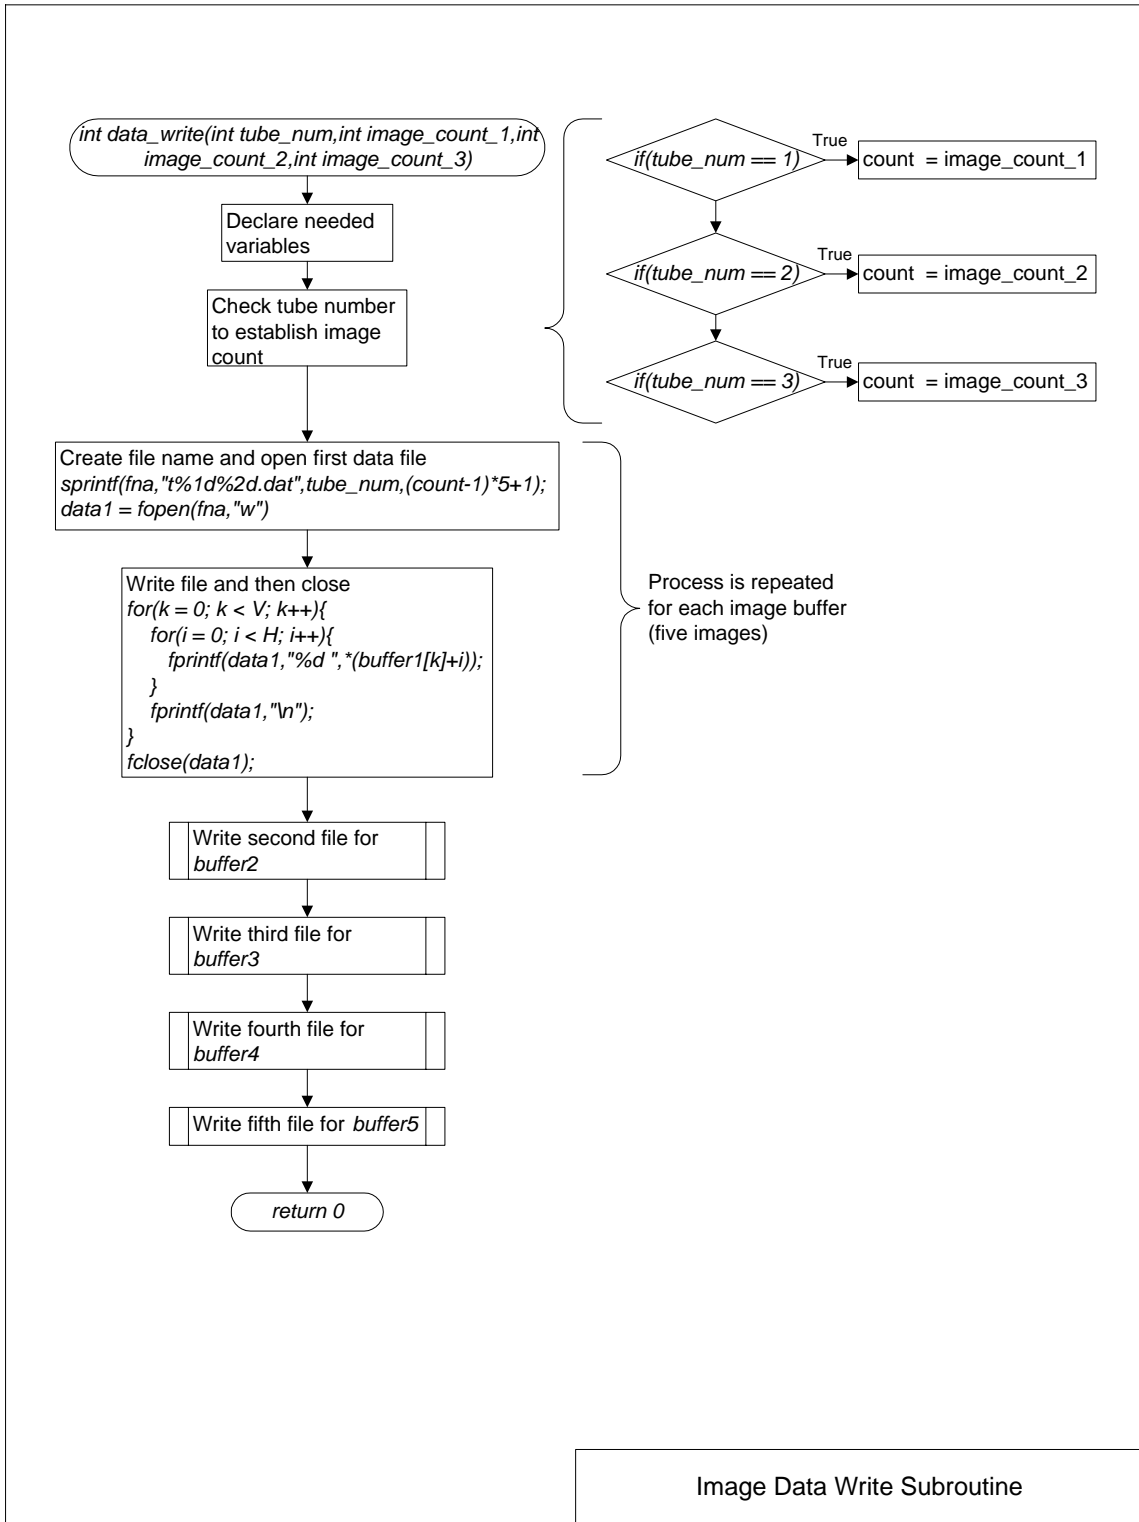 int data_write(int tube_num,int image_count_1,int
image_count_2,int image_count_3)
Declare needed
variables
Check tube number
to establish image
count
if(tube_num == 1)
True
count = image_count_1
if(tube_num == 2)
True
count = image_count_2
if(tube_num == 3)
True
count = image_count_3
Create file name and open first data file
sprintf(fna,"t%1d%2d.dat",tube_num,(count-1)*5+1);
data1 = fopen(fna,"w")
Write file and then close
for(k = 0; k < V; k++){
for(i = 0; i < H; i++){
fprintf(data1,"%d ",*(buffer1[k]+i));
}
fprintf(data1,"\n");
}
fclose(data1);
Process is repeated
for each image buffer
(five images)
Write second file for
buffer2
Write third file for
buffer3
Write fourth file for
buffer4
Write fifth file for buffer5
return 0
Image Data Write Subroutine